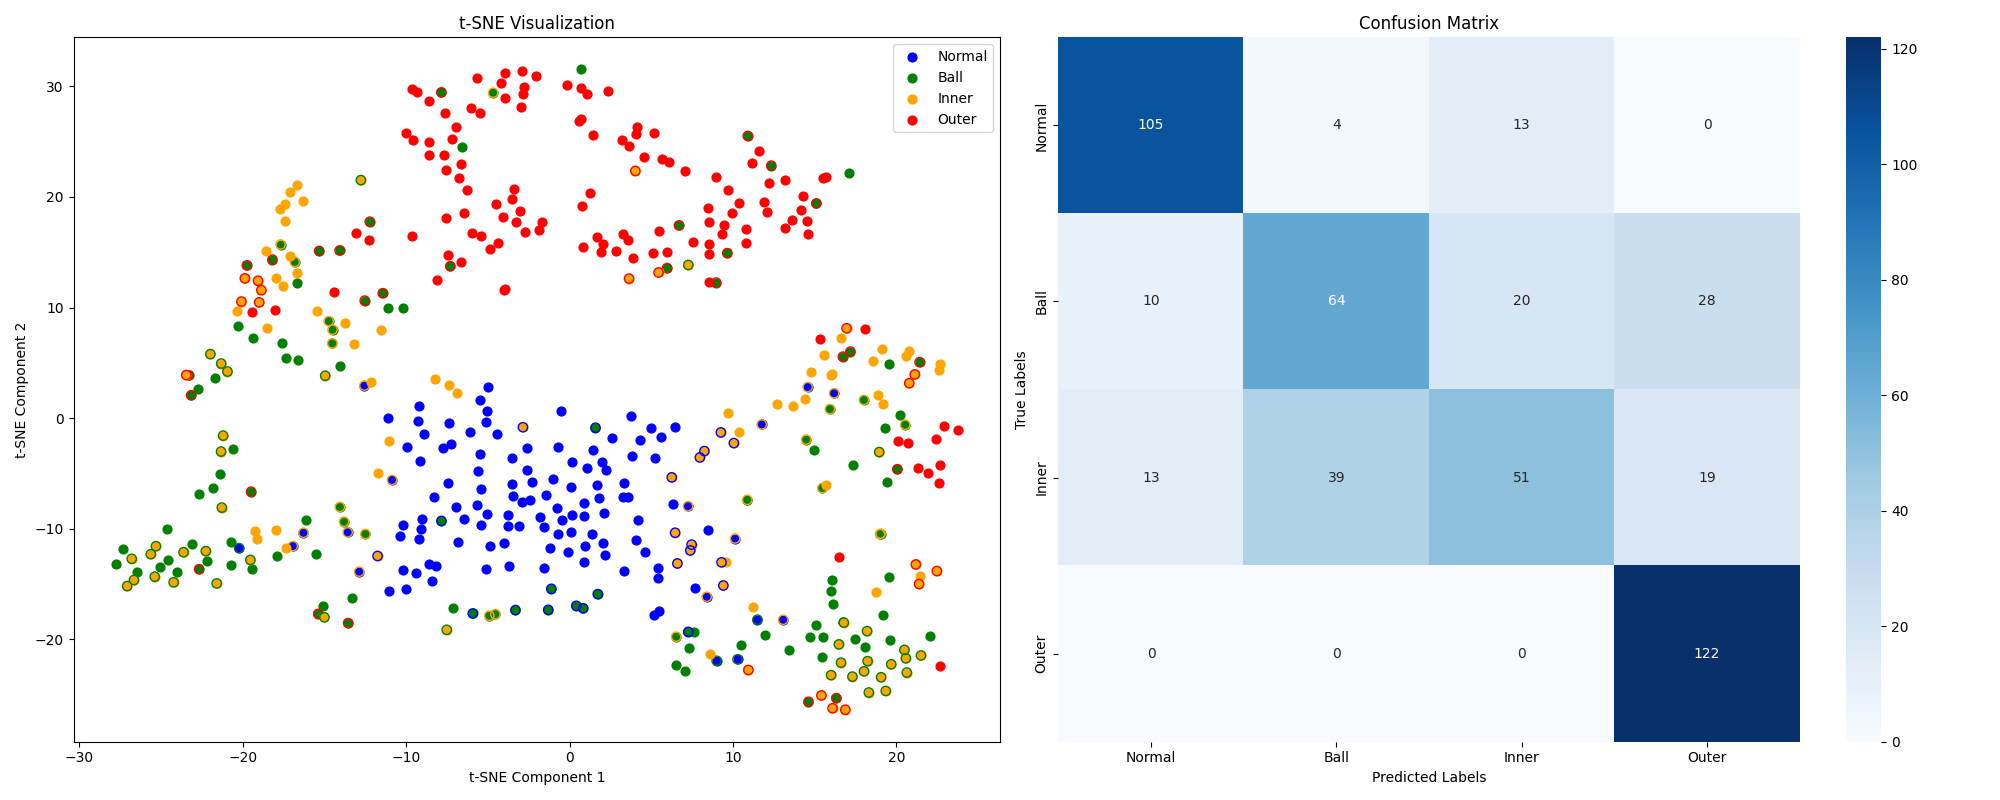 t-SNE Visualization
Normal
Ball
Inner
Outer
30
20
10
0
−10
−20
−30
−20
−10
0
10
20
t-SNE Component 1
t-SNE Component 2
Confusion Matrix
Normal
Ball
Inner
Outer
True Labels
105 4 13 0
10 64 20 28
13 39 51 19
0 0 0 122
Normal Ball Inner Outer
Predicted Labels
120
100
80
60
40
20
0